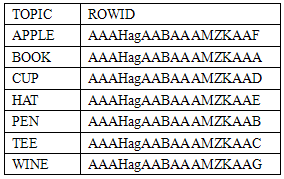 TOPIC ROWID
APPLE AAAHagAABAAAMZKAAF
BOOK AAAHagAABAAAMZKAAA
CUP AAAHagAABAAAMZKAAD
HAT AAAHagAABAAAMZKAAE
PEN AAAHagAABAAAMZKAAB
TEE AAAHagAABAAAMZKAAC
WINE AAAHagAABAAAMZKAAG